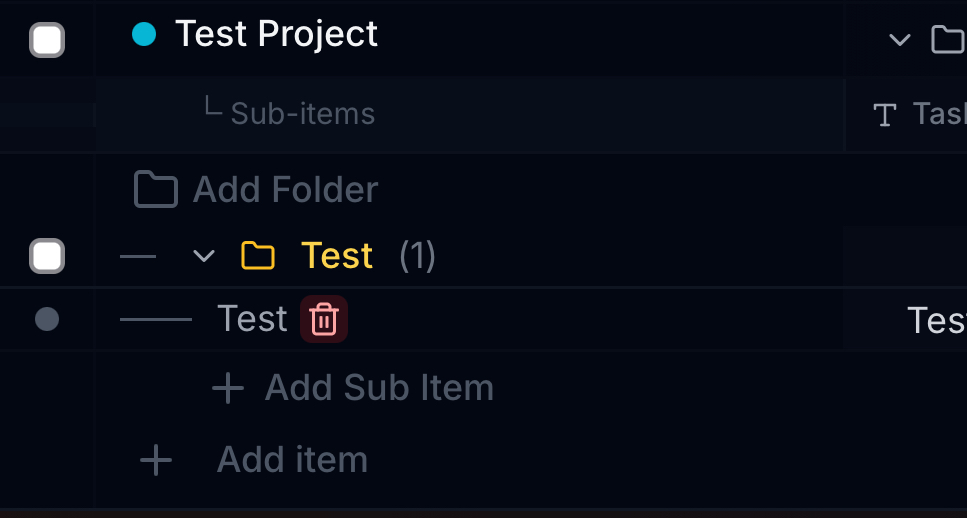 Test Project
Sub-items
Add Folder
Test (1)
Test
Add Sub Item
Add item